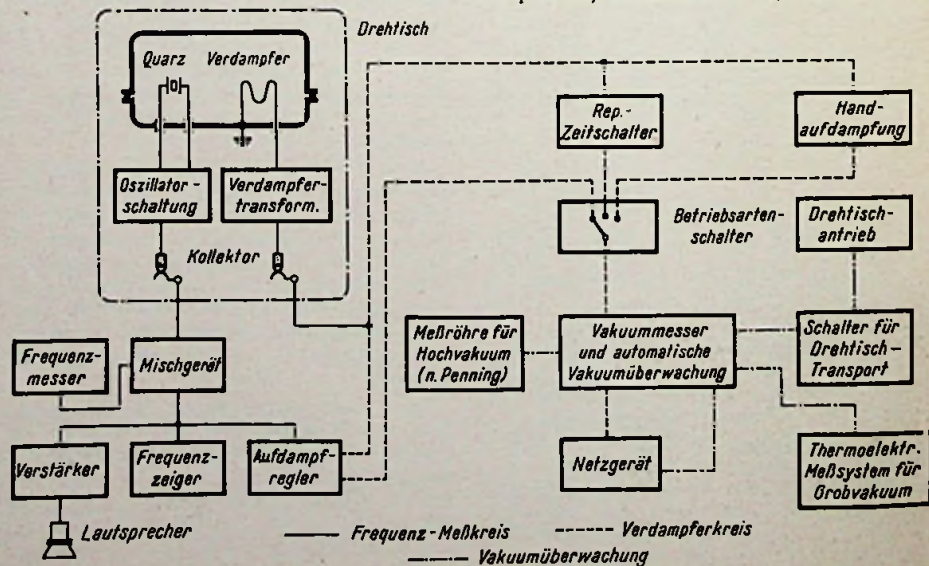 Drehtisch
Quarz Verdampfer
Rep.-
Zeitschalter
Hand-
aufdampfung
Oszillator-
schaltung
Verdampfer-
transform.
Betriebsarten-
schalter
Drehtisch-
antrieb
Kollektor
Frequenz-
messer
Mischgerät
Meßröhre für
Hochvakuum
(n. Penning)
Vakuummesser
und automatische
Vakuumüberwachung
Schalter für
Drehtisch-
Transport
Verstärker
Frequenz-
zeiger
Aufdampf-
regler
Netzgerät
Thermoelektr.
Meßsystem für
Grobvakuum
Lautsprecher
Frequenz-Meßkreis
Verdampferkreis
Vakuumüberwachung